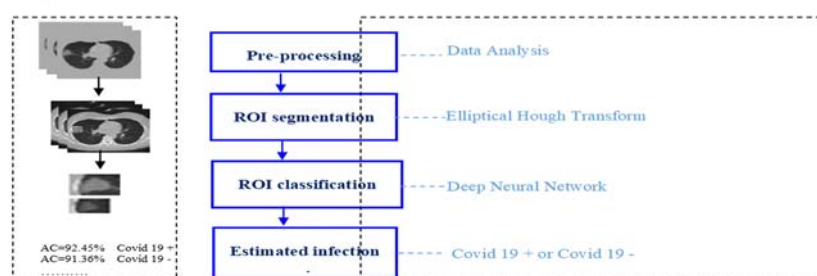 Pre-processing
Data Analysis
ROI segmentation
Elliptical Hough Transform
ROI classification
Deep Neural Network
Estimated infection
Covid 19 + or Covid 19 -
AC=92.45% Covid 19 +
AC=91.36% Covid 19 -
..........